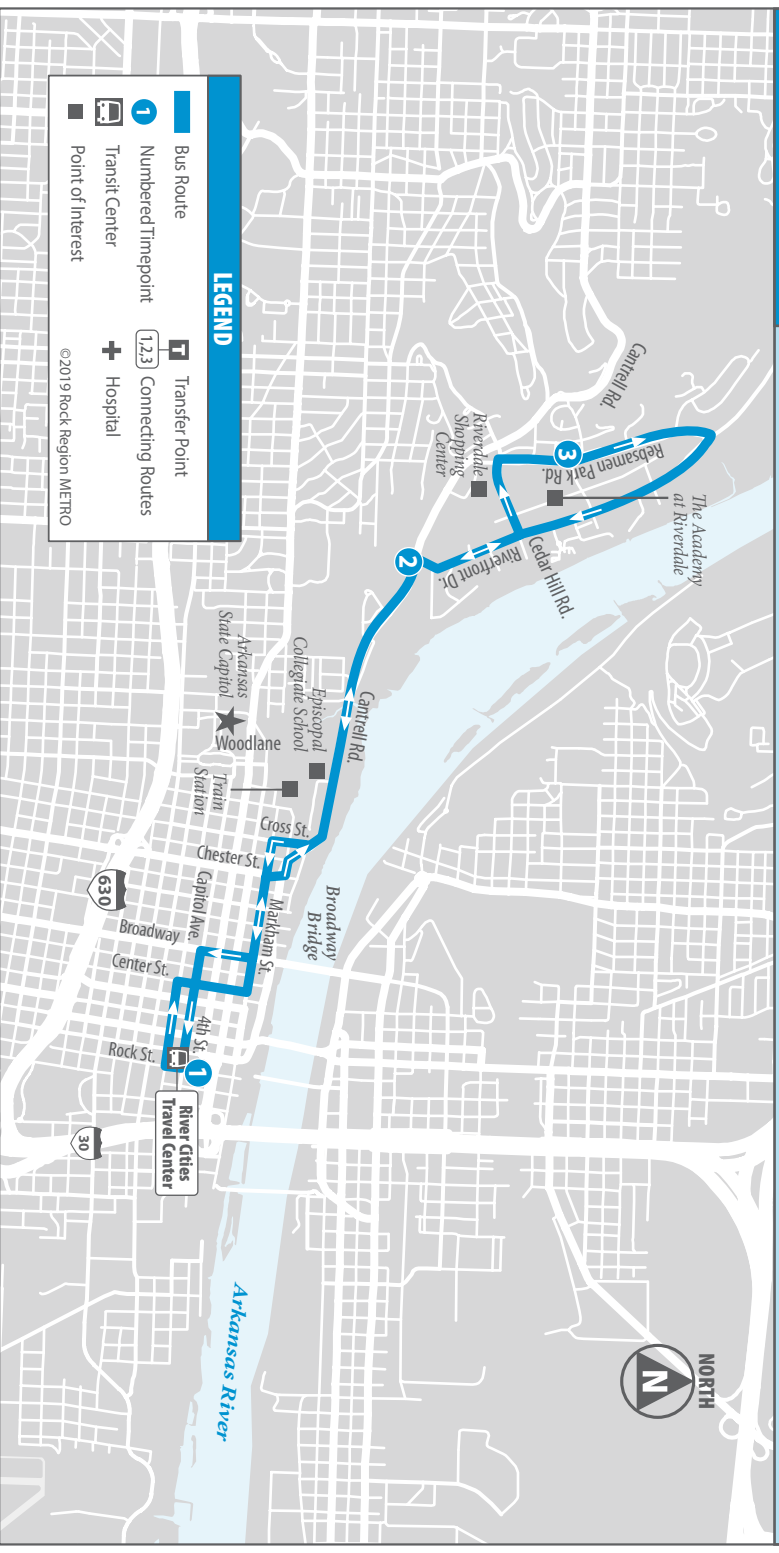 LEGEND
Bus Route
1
Numbered Timepoint
Transit Center
Point of Interest
T
Transfer Point
1,2,3
Connecting Routes
Hospital
©2019 Rock Region METRO
NORTH
N
Cantrell Rd.
Rebsamen Park Rd.
The Academy
at Riverdale
3
Riverdale
Shopping
Center
Cedar Hill Rd.
Riverfront Dr.
2
Cantrell Rd.
Episcopal
Collegiate School
Arkansas
State Capitol
Woodlane
Train
Station
Cross St.
Chester St.
Markham St.
Broadway
Bridge
Capitol Ave.
Broadway
Center St.
4th St.
Rock St.
1
River Cities
Travel Center
630
30
Arkansas River